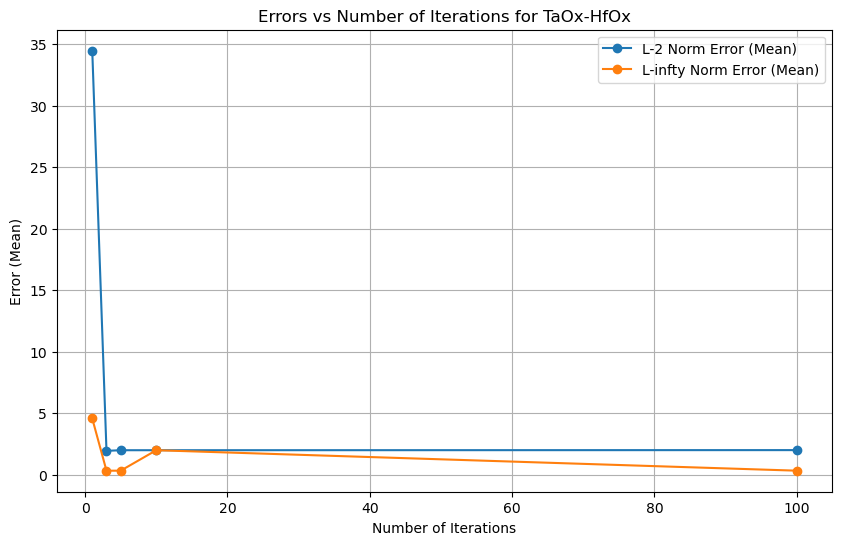 Errors vs Number of Iterations for TaOx-HfOx
L-2 Norm Error (Mean)
L-infty Norm Error (Mean)
Error (Mean)
35
30
25
20
15
10
5
0
0 20 40 60 80 100
Number of Iterations